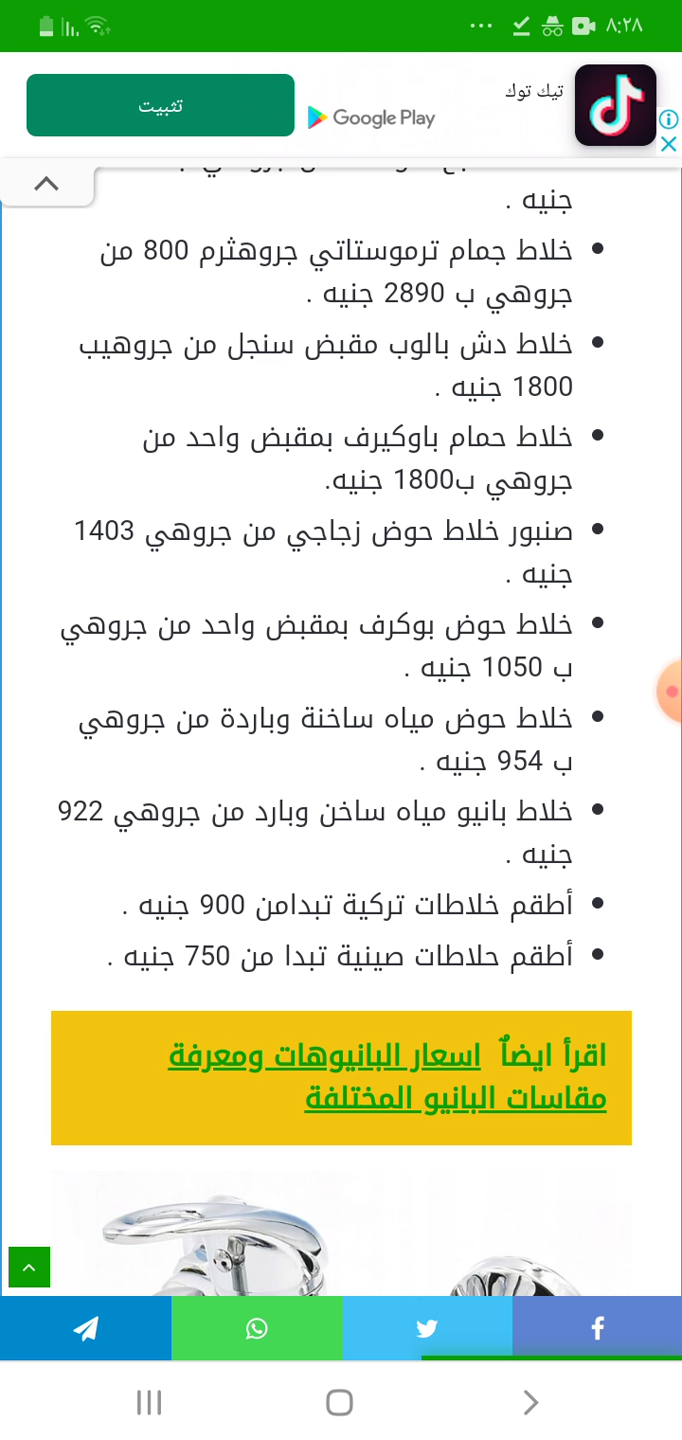 ٨:٢٨
تيك توك
Google Play
تثبيت
جنيه .
خلاط جمام ترموستاتي جروهثرم 800 من
جروهي ب 2890 جنيه .
خلاط دش بالوب مقبض سنجل من جروهيب
1800 جنيه .
خلاط حمام باوكيرف بمقبض واحد من
جروهي ب1800 جنيه.
صنبور خلاط حوض زجاجي من جروهي 1403
جنيه .
خلاط حوض بوكرف بمقبض واحد من جروهي
ب 1050 جنيه .
خلاط حوض مياه ساخنة وباردة من جروهي
ب 954 جنيه .
خلاط بانيو مياه ساخن وبارد من جروهي 922
جنيه .
أطقم خلاطات تركية تبدامن 900 جنيه .
أطقم حلاطات صينية تبدا من 750 جنيه .
اقرأ ايضاٌ اسعار البانيوهات ومعرفة
مقاسات البانيو المختلفة